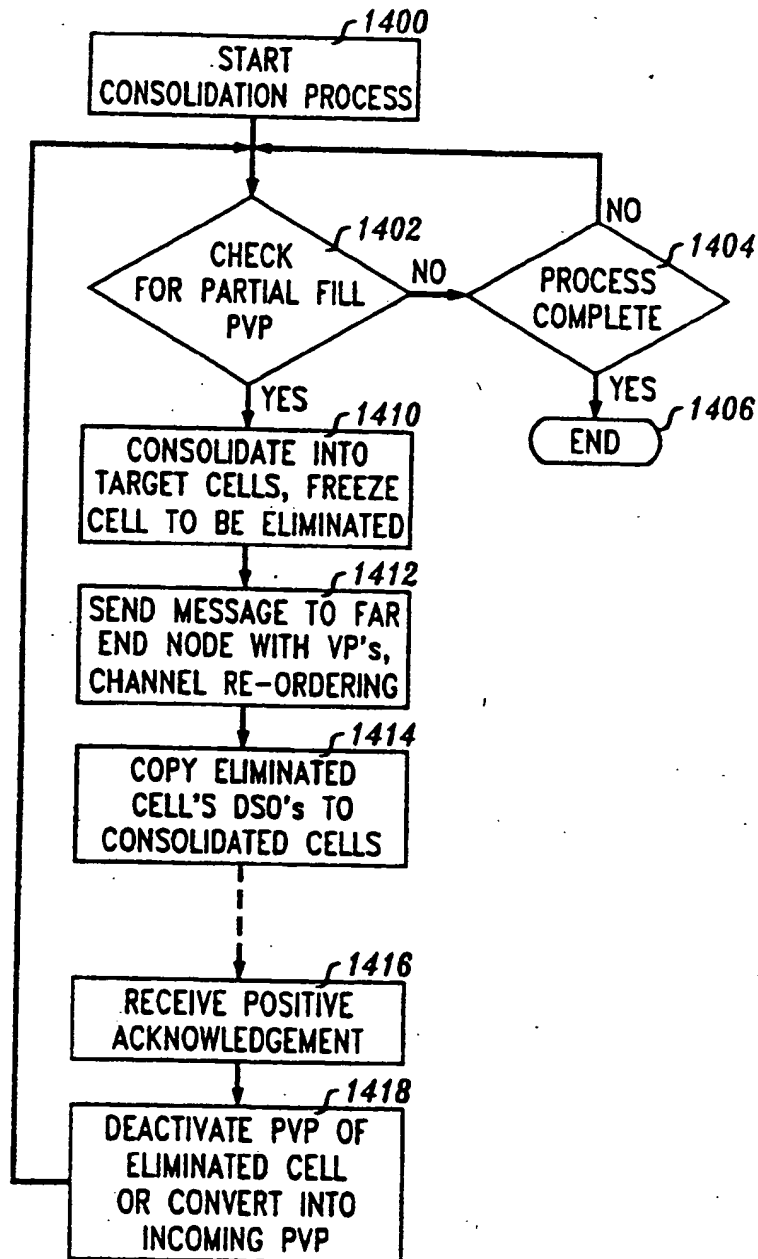 1400
START
CONSOLIDATION PROCESS
1402
CHECK
FOR PARTIAL FILL
PVP
NO
NO
1404
PROCESS
COMPLETE
YES
YES
1406
END
1410
CONSOLIDATE INTO
TARGET CELLS, FREEZE
CELL TO BE ELIMINATED
1412
SEND MESSAGE TO FAR
END NODE WITH VP's,
CHANNEL RE-ORDERING
1414
COPY ELIMINATED
CELL'S DSO's TO
CONSOLIDATED CELLS
1416
RECEIVE POSITIVE
ACKNOWLEDGEMENT
1418
DEACTIVATE PVP OF
ELIMINATED CELL
OR CONVERT INTO
INCOMING PVP